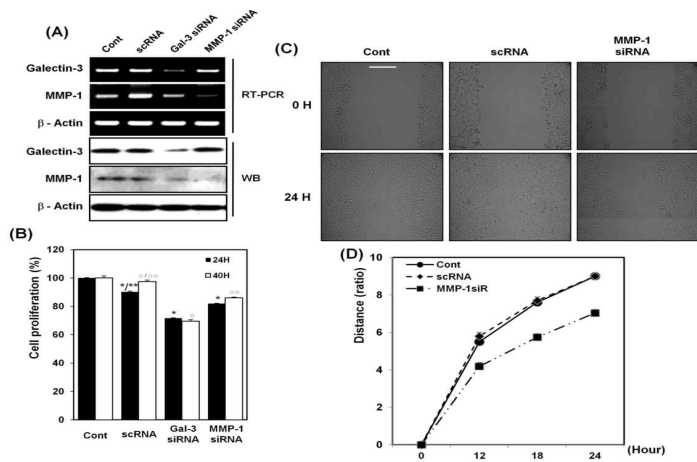 (A)
Cont scRNA Gal-3 siRNA MMP-1 siRNA
Galectin-3
MMP-1
β - Actin
RT-PCR
Galectin-3
MMP-1
β - Actin
WB
(B)
Cell proliferation (%)
120
100
80
60
40
20
0
24H
40H
*/**
○/○○
*
○
*
○○
Cont scRNA Gal-3 siRNA MMP-1 siRNA
(C)
Cont scRNA MMP-1 siRNA
0 H
24 H
(D)
Distance (ratio)
10
8
6
4
2
0
Cont
scRNA
MMP-1siR
0 12 18 24 (Hour)